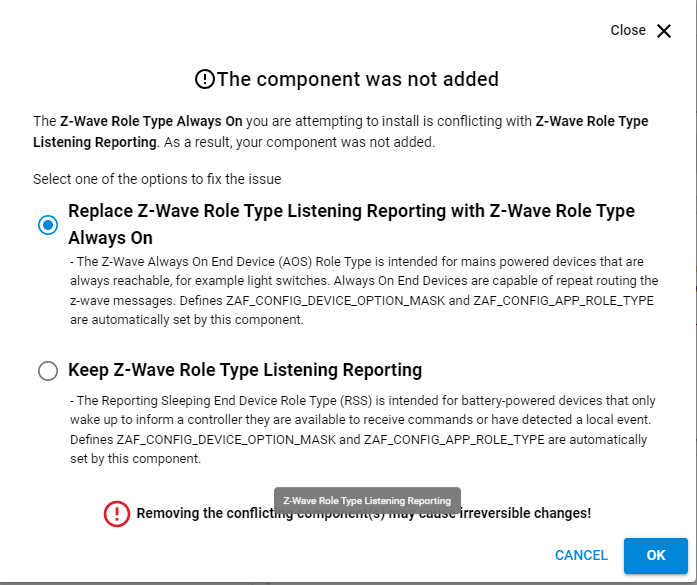 Close
The component was not added
The Z-Wave Role Type Always On you are attempting to install is conflicting with Z-Wave Role Type
Listening Reporting. As a result, your component was not added.
Select one of the options to fix the issue
Replace Z-Wave Role Type Listening Reporting with Z-Wave Role Type
Always On
- The Z-Wave Always On End Device (AOS) Role Type is intended for mains powered devices that are
always reachable, for example light switches. Always On End Devices are capable of repeat routing the
z-wave messages. Defines ZAF_CONFIG_DEVICE_OPTION_MASK and ZAF_CONFIG_APP_ROLE_TYPE
are automatically set by this component.
Keep Z-Wave Role Type Listening Reporting
- The Reporting Sleeping End Device Role Type (RSS) is intended for battery-powered devices that only
wake up to inform a controller they are available to receive commands or have detected a local event.
Defines ZAF_CONFIG_DEVICE_OPTION_MASK and ZAF_CONFIG_APP_ROLE_TYPE are automatically
set by this component.
Z-Wave Role Type Listening Reporting
Removing the conflicting component(s) may cause irreversible changes!
CANCEL
OK